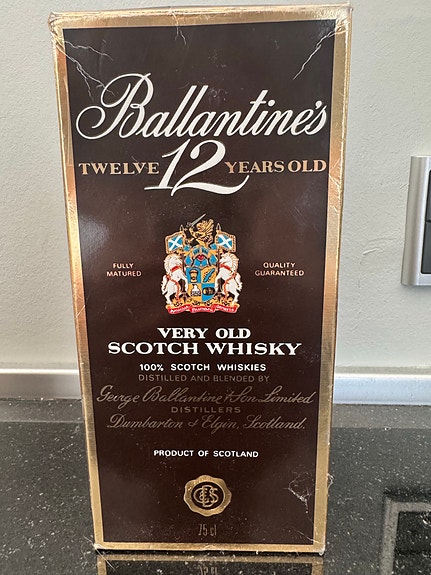 Ballantine's
TWELVE 12 YEARS OLD
FULLY MATURED
QUALITY GUARANTEED
VERY OLD
SCOTCH WHISKY
100% SCOTCH WHISKIES
DISTILLED AND BLENDED BY
George Ballantine & Son Limited
DISTILLERS
Dumbarton & Elgin, Scotland.
PRODUCT OF SCOTLAND
75 cl